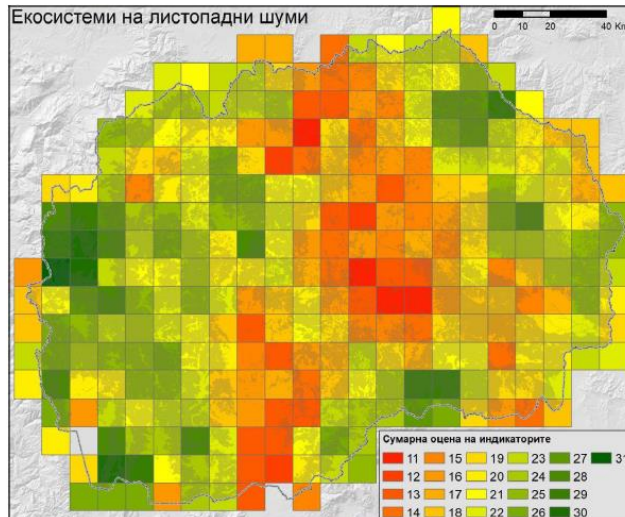 Екосистеми на листопадни шуми
0 10 20 40 Km
Сумарна оцена на индикаторите
11 15 19 23 27 31
12 16 20 24 28
13 17 21 25 29
14 18 22 26 30